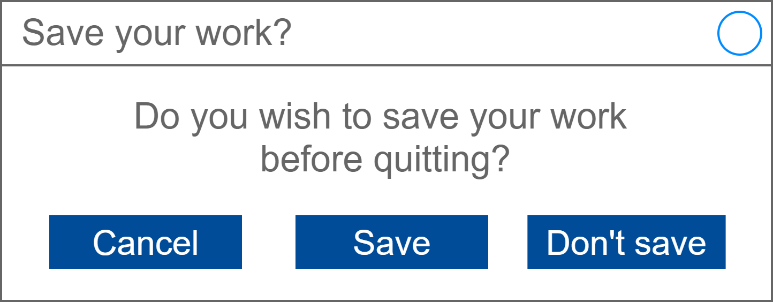 Save your work?
Do you wish to save your work
before quitting?
Cancel
Save
Don't save